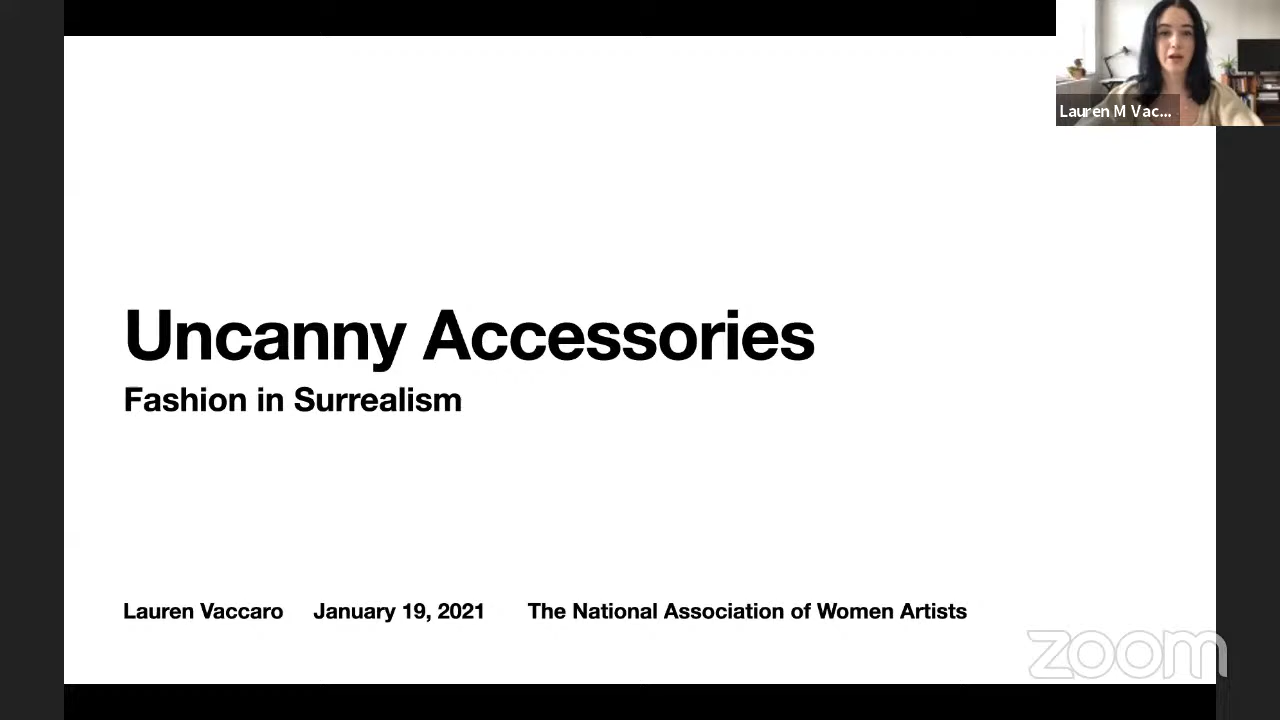 Lauren M Vac...
Uncanny Accessories
Fashion in Surrealism
Lauren Vaccaro January 19, 2021 The National Association of Women Artists
zoom